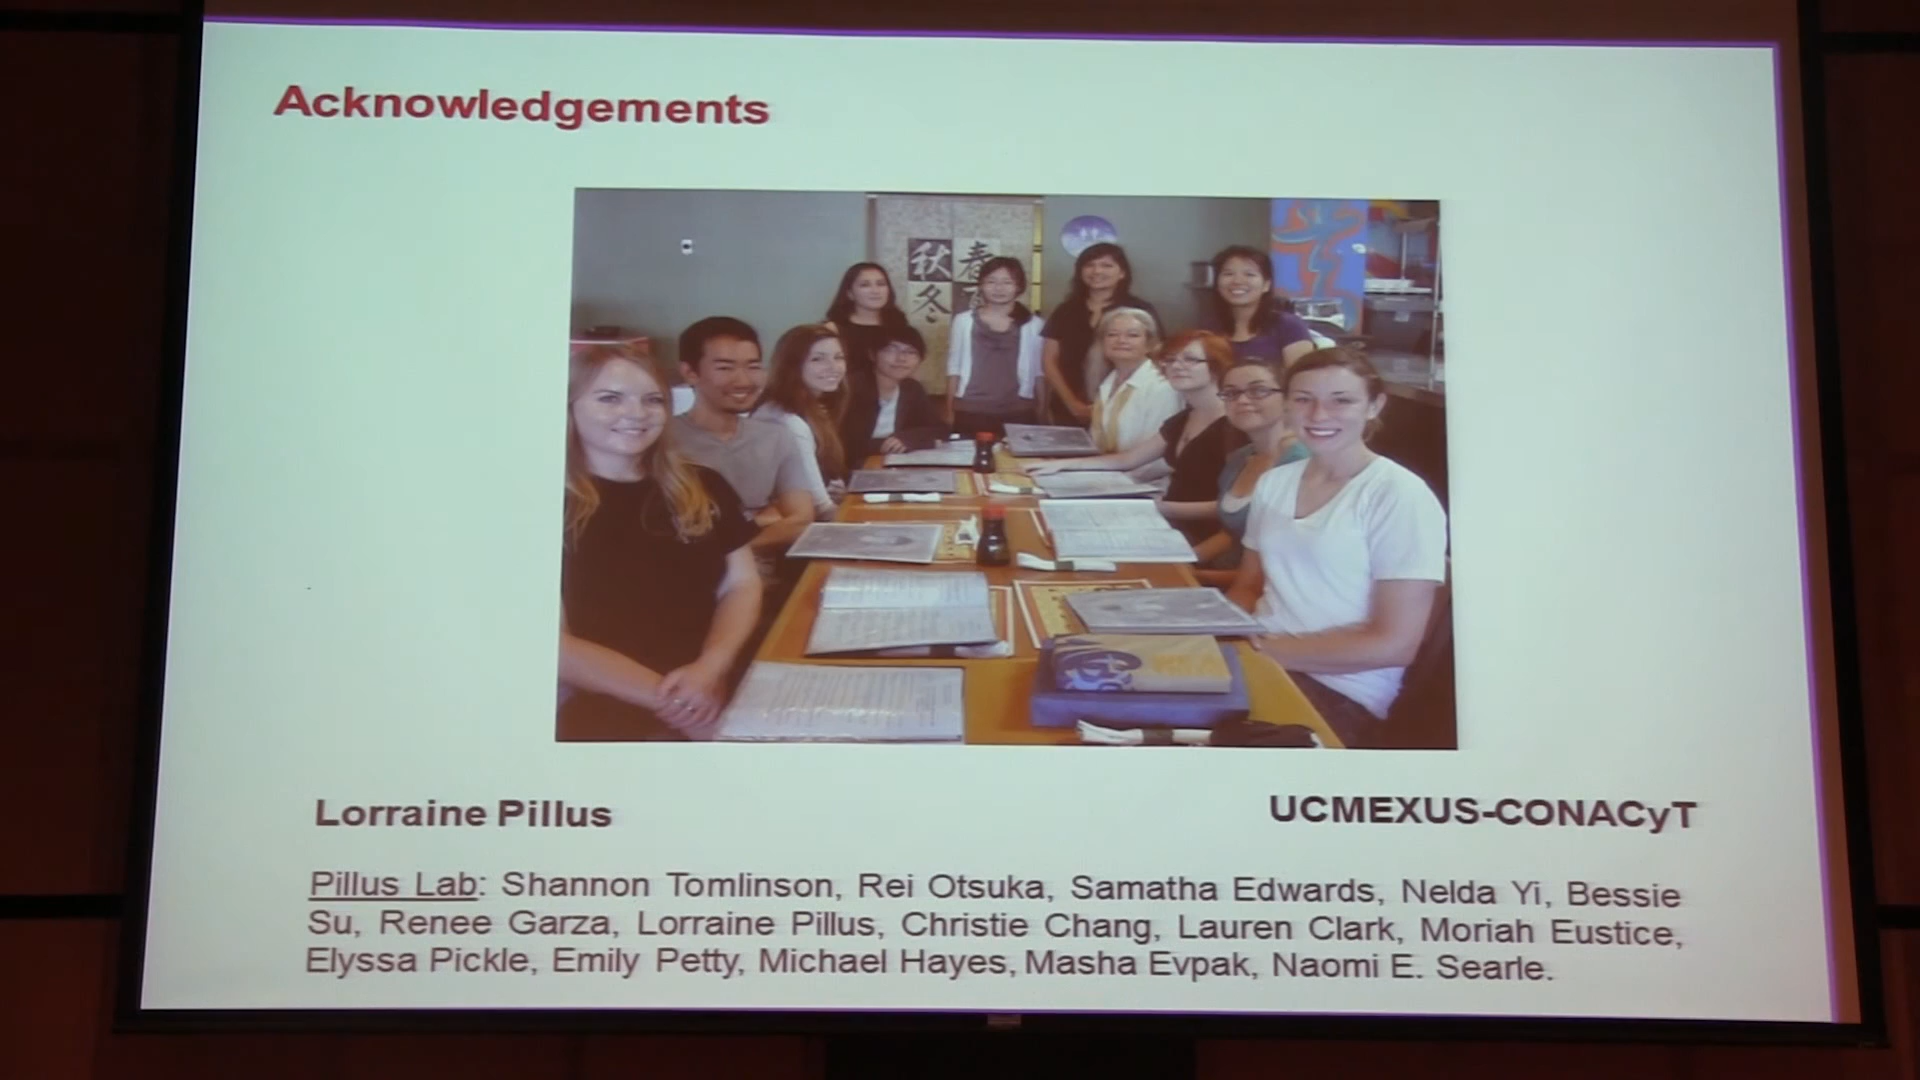 Acknowledgements
秋 春
冬
Lorraine Pillus
UCMEXUS-CONACyT
Pillus Lab: Shannon Tomlinson, Rei Otsuka, Samatha Edwards, Nelda Yi, Bessie
Su, Renee Garza, Lorraine Pillus, Christie Chang, Lauren Clark, Moriah Eustice,
Elyssa Pickle, Emily Petty, Michael Hayes, Masha Evpak, Naomi E. Searle.